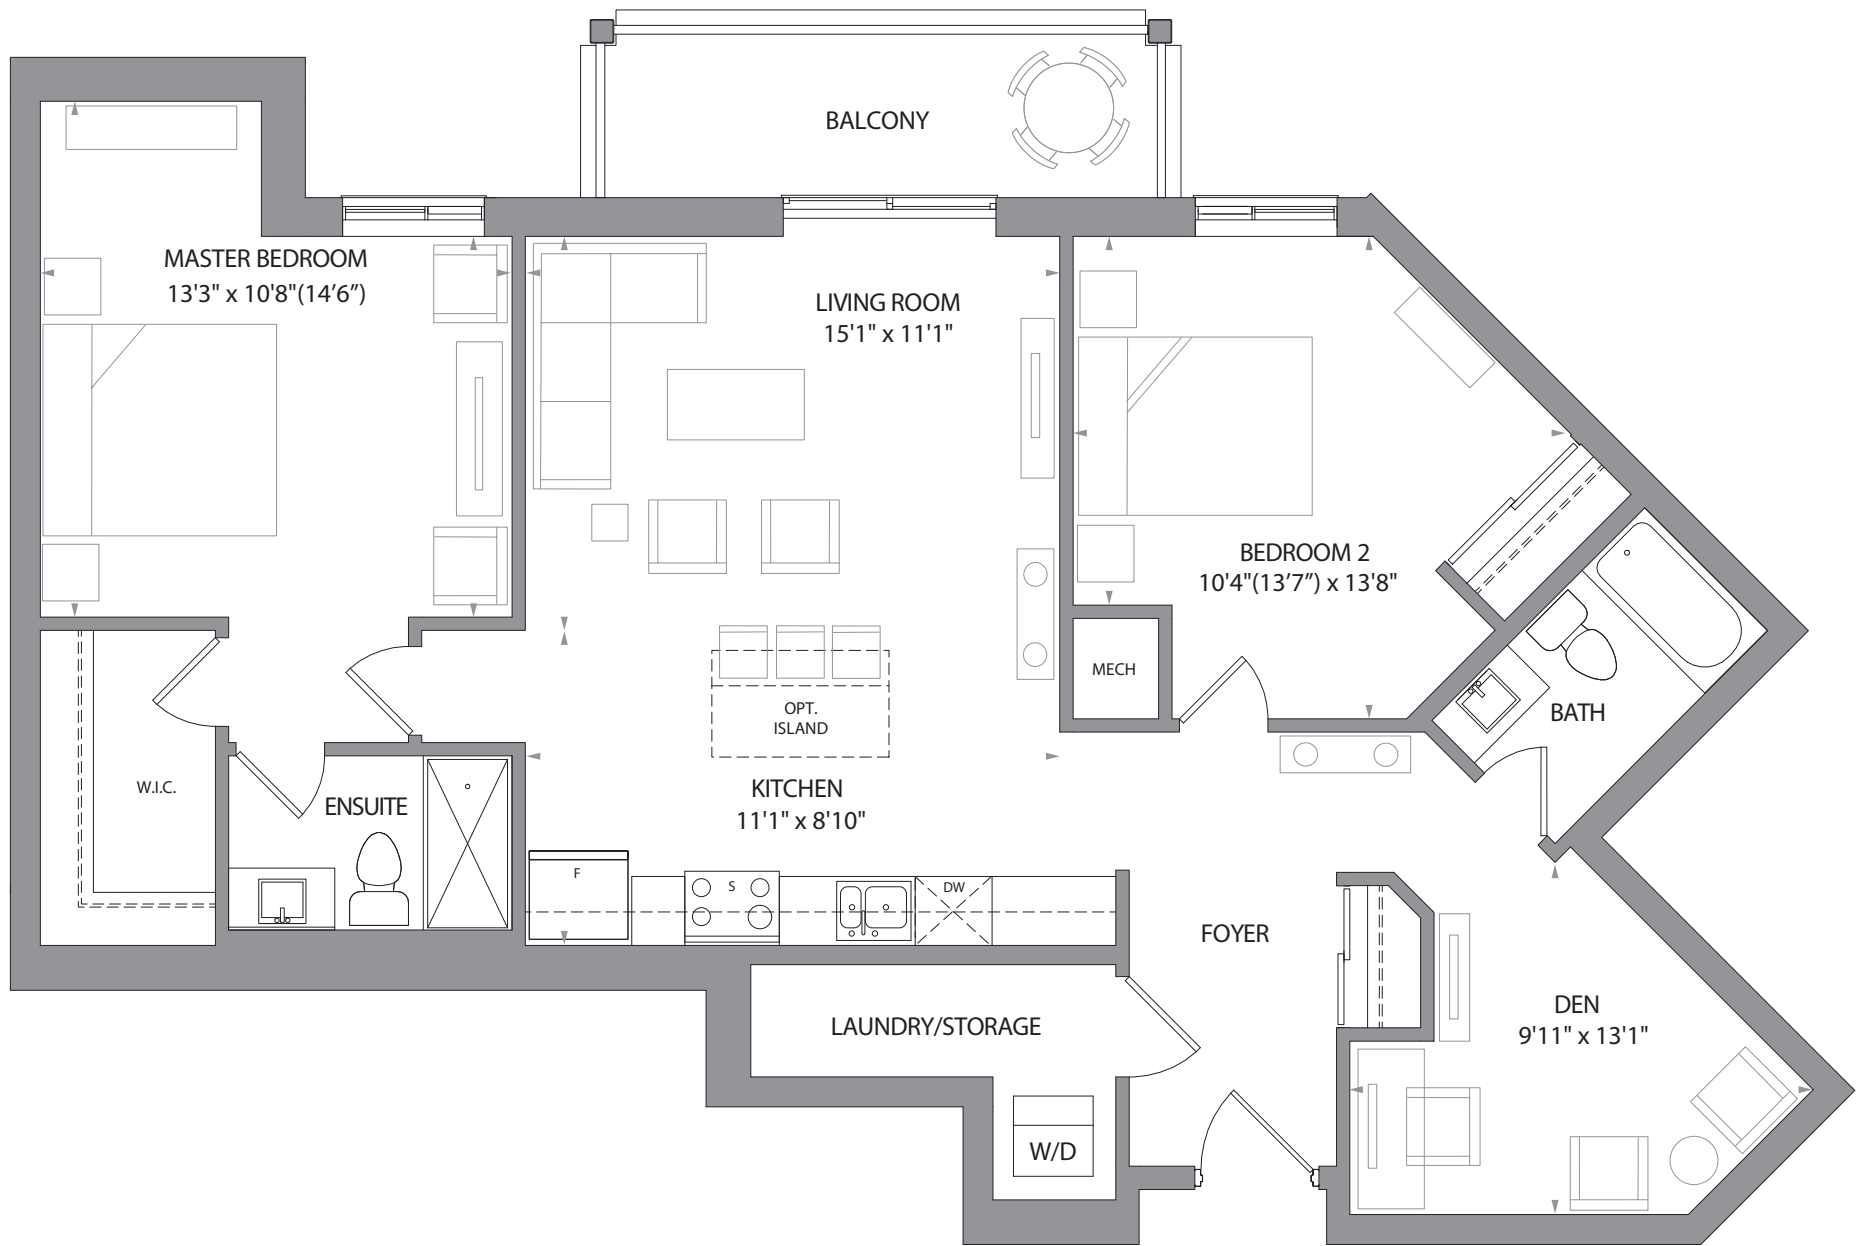 BALCONY
MASTER BEDROOM
13'3" x 10'8"(14’6”)
LIVING ROOM
15'1" x 11'1"
BEDROOM 2
10'4"(13’7”) x 13'8"
MECH
OPT.
ISLAND
BATH
W.I.C.
ENSUITE
KITCHEN
11'1" x 8'10"
F
S
DW
FOYER
LAUNDRY/STORAGE
DEN
9'11" x 13'1"
W/D